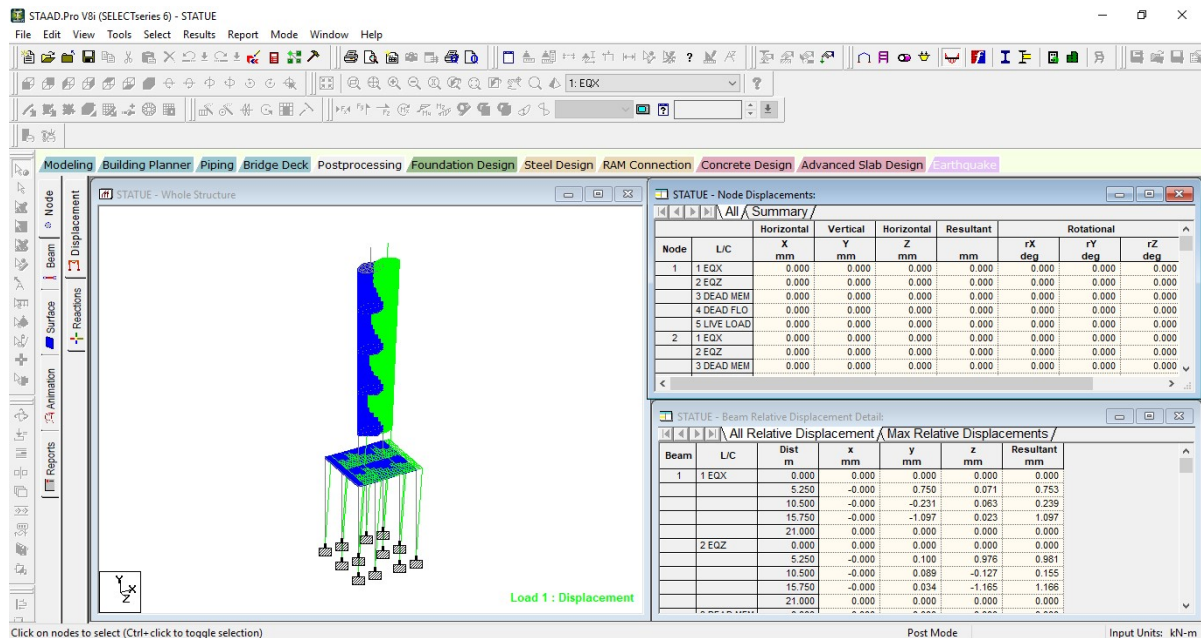 STAAD.Pro V8i (SELECTseries 6) - STATUE
File Edit View Tools Select Results Report Mode Window Help
1: EQX
Modeling Building Planner Piping Bridge Deck Postprocessing Foundation Design Steel Design RAM Connection Concrete Design Advanced Slab Design Earthquake
Node
Beam
Surface
Animation
Reports
Displacement
Reactions
STATUE - Whole Structure
Y
X
Z
Load 1 : Displacement
STATUE - Node Displacements:
All Summary
Horizontal Vertical Horizontal Resultant Rotational
Node L/C X mm Y mm Z mm mm rX deg rY deg rZ deg
1 1 EQX 0.000 0.000 0.000 0.000 0.000 0.000 0.000
2 EQZ 0.000 0.000 0.000 0.000 0.000 0.000 0.000
3 DEAD MEM 0.000 0.000 0.000 0.000 0.000 0.000 0.000
4 DEAD FLO 0.000 0.000 0.000 0.000 0.000 0.000 0.000
5 LIVE LOAD 0.000 0.000 0.000 0.000 0.000 0.000 0.000
2 1 EQX 0.000 0.000 0.000 0.000 0.000 0.000 0.000
2 EQZ 0.000 0.000 0.000 0.000 0.000 0.000 0.000
3 DEAD MEM 0.000 0.000 0.000 0.000 0.000 0.000 0.000
STATUE - Beam Relative Displacement Detail:
All Relative Displacement Max Relative Displacements
Beam L/C Dist m x mm y mm z mm Resultant mm
1 1 EQX 0.000 0.000 0.000 0.000 0.000
5.250 -0.000 0.750 0.071 0.753
10.500 -0.000 -0.231 0.063 0.239
15.750 -0.000 -1.097 0.023 1.097
21.000 0.000 0.000 0.000 0.000
2 EQZ 0.000 0.000 0.000 0.000 0.000
5.250 -0.000 0.100 0.976 0.981
10.500 -0.000 0.089 -0.127 0.155
15.750 -0.000 0.034 -1.165 1.166
21.000 0.000 0.000 0.000 0.000
Click on nodes to select (Ctrl+click to toggle selection) Post Mode Input Units: kN-m